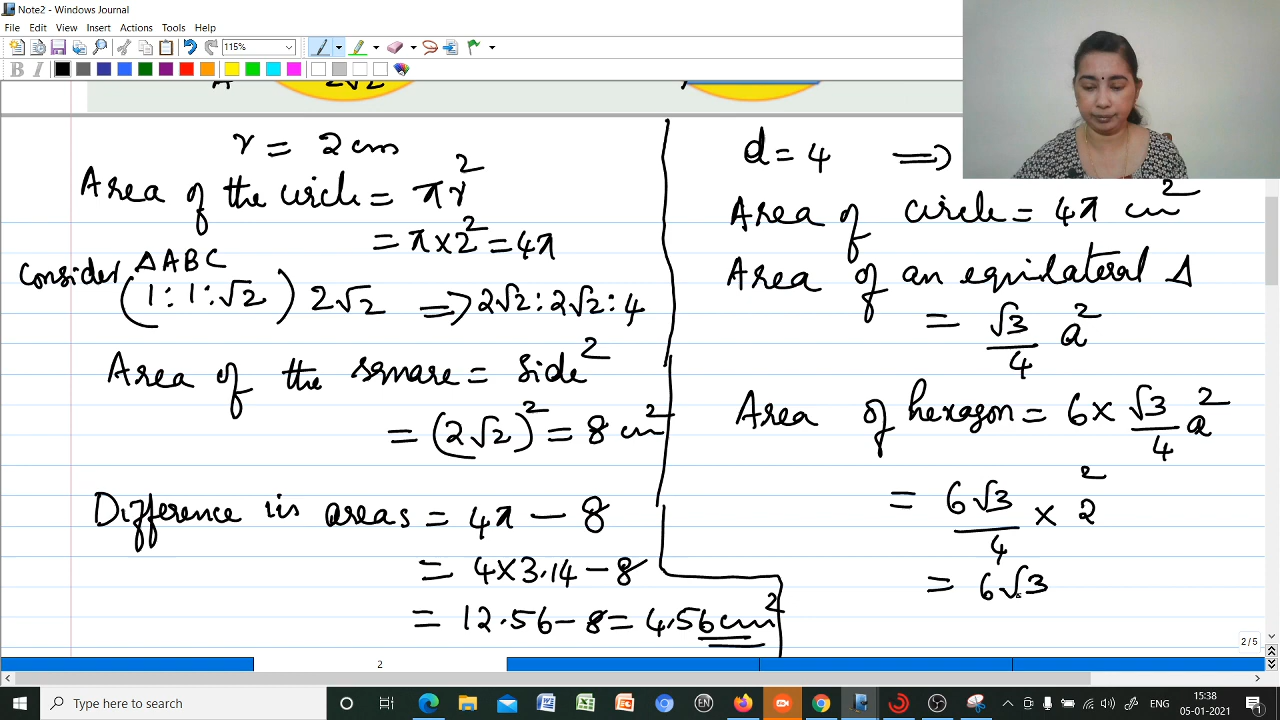 Note2 - Windows Journal
File Edit View Insert Actions Tools Help
115%
B I
A 2√2
r = 2 cm
Area of the circle = πr²
= π×2² = 4π
Consider △ABC
(1:1:√2) 2√2 ⇒ 2√2:2√2:4
Area of the square = Side²
= (2√2)² = 8 cm²
Difference in areas = 4π − 8
= 4×3.14 − 8
= 12.56 − 8 = 4.56 cm²
d = 4 ⇒
Area of circle = 4π cm²
Area of an equilateral △
= √3/4 a²
Area of hexagon = 6 × √3/4 a²
= 6√3/4 × 2²
= 6√3
2/5
2
Type here to search
EN
ENG
15:38
05-01-2021